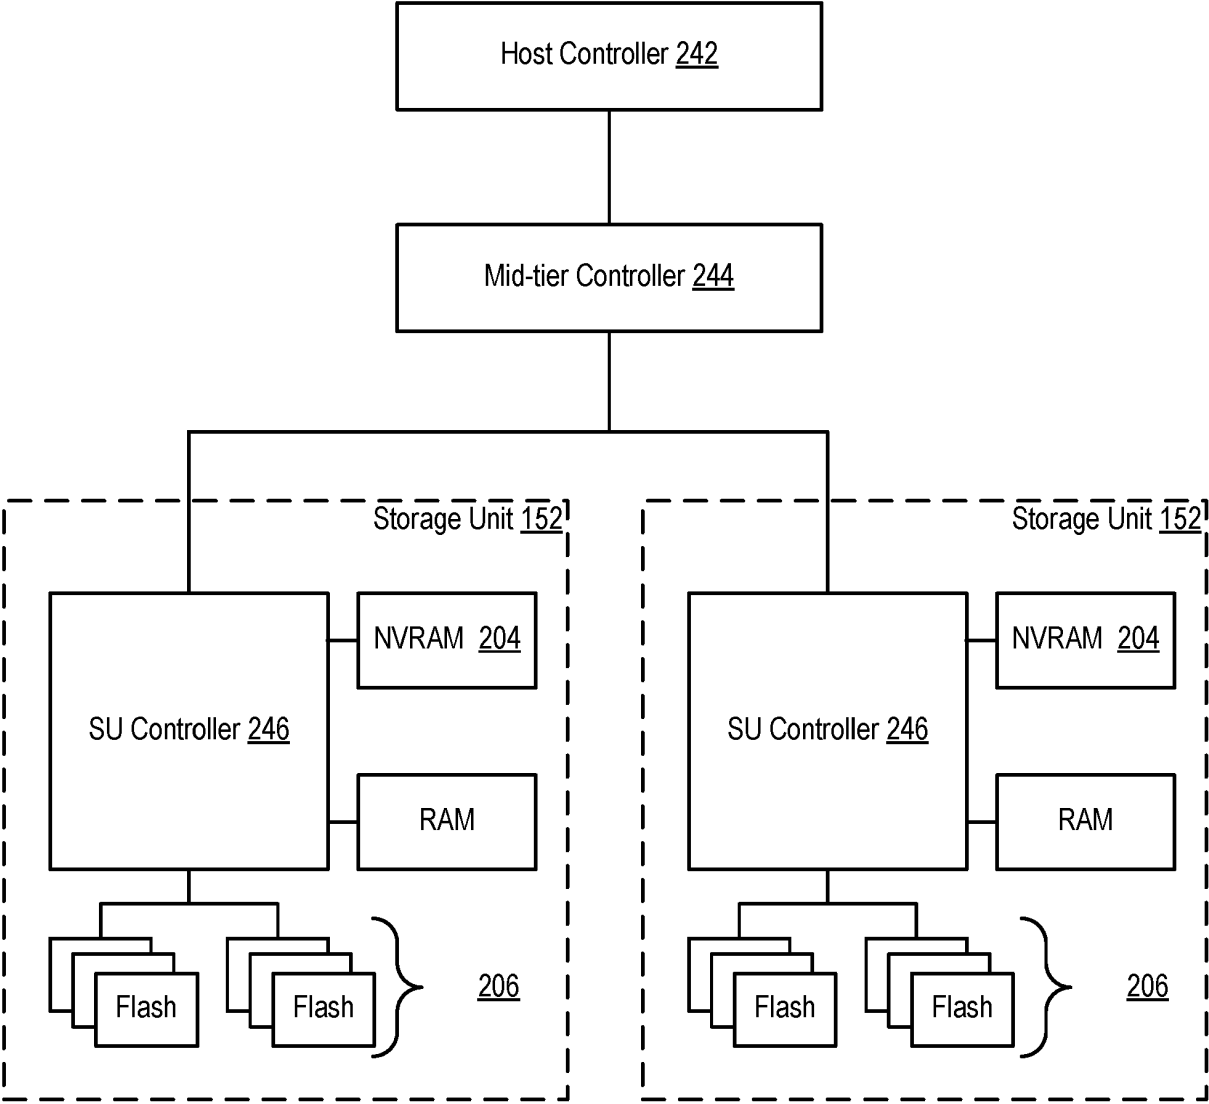 Host Controller 242
Mid-tier Controller 244
Storage Unit 152
Storage Unit 152
NVRAM 204
NVRAM 204
SU Controller 246
SU Controller 246
RAM
RAM
Flash
Flash
206
Flash
Flash
206